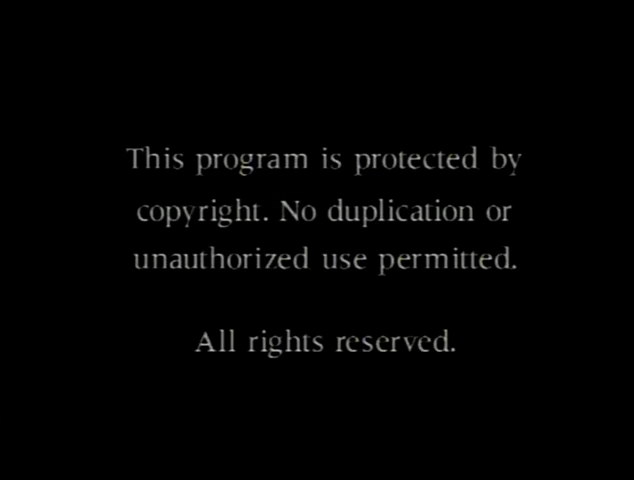 This program is protected by
copyright. No duplication or
unauthorized use permitted.
All rights reserved.